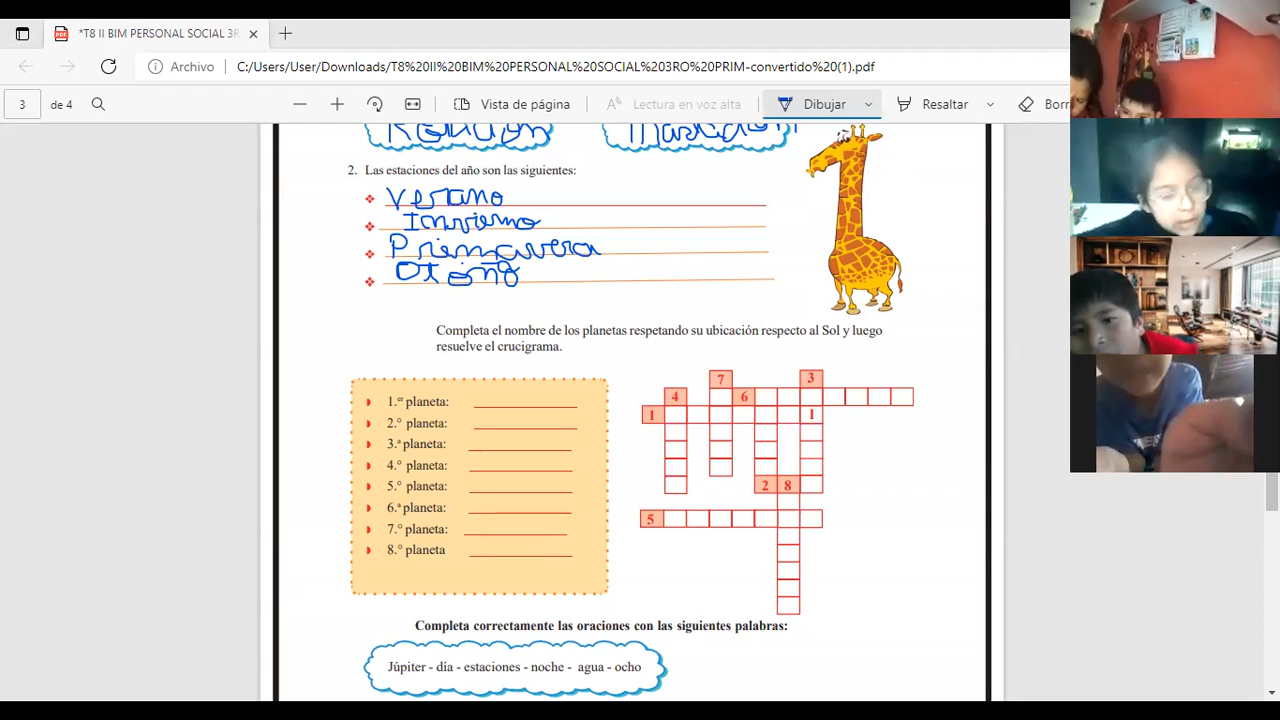 *T8 II BIM PERSONAL SOCIAL 3R
Archivo C:/Users/User/Downloads/T8%20II%20BIM%20PERSONAL%20SOCIAL%203RO%20PRIM-convertido%20(1).pdf
3 de 4 Vista de página Lectura en voz alta Dibujar Resaltar Borr
2. Las estaciones del año son las siguientes:
Verano
Invierno
Primavera
Otoño
Completa el nombre de los planetas respetando su ubicación respecto al Sol y luego
resuelve el crucigrama.
1.er planeta:
2.° planeta:
3.a planeta:
4.° planeta:
5.° planeta:
6.a planeta:
7.° planeta:
8.° planeta
7 3
4 6
1 1
2 8
5
Completa correctamente las oraciones con las siguientes palabras:
Júpiter - día - estaciones - noche - agua - ocho